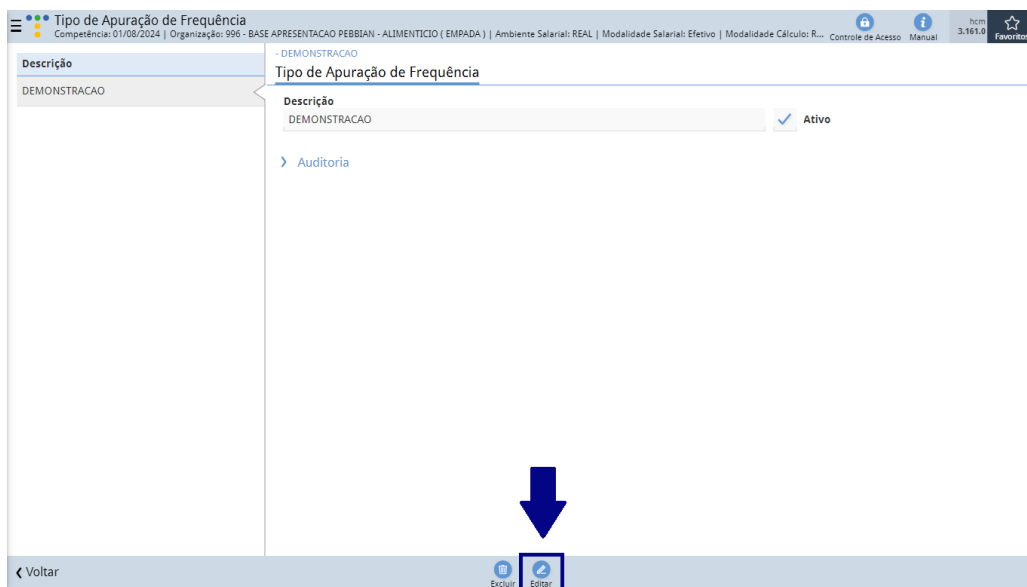 Tipo de Apuração de Frequência
Competência: 01/08/2024 | Organização: 996 - BASE APRESENTACAO PEBBIAN - ALIMENTICIO ( EMPADA ) | Ambiente Salarial: REAL | Modalidade Salarial: Efetivo | Modalidade Cálculo: R...
Controle de Acesso
Manual
hcm
3.161.0
Favoritos
Descrição
DEMONSTRACAO
- DEMONSTRACAO
Tipo de Apuração de Frequência
Descrição
DEMONSTRACAO
Ativo
Auditoria
Voltar
Excluir
Editar